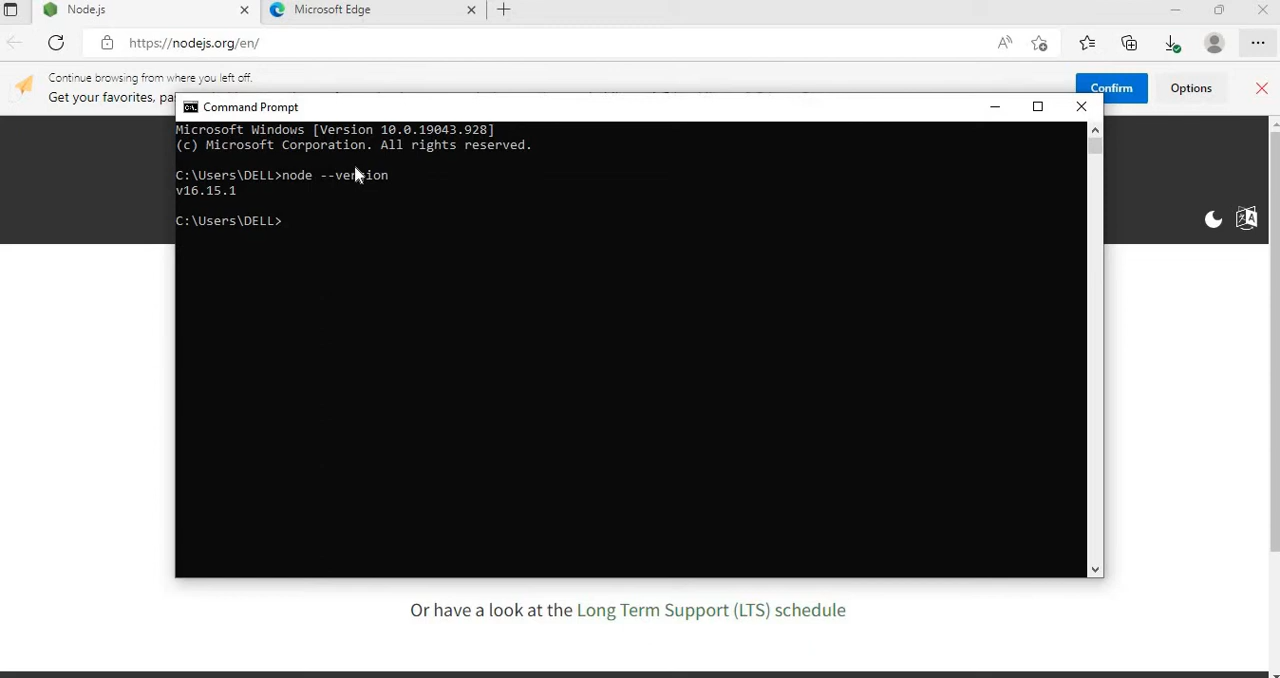 Node.js
Microsoft Edge
https://nodejs.org/en/
Continue browsing from where you left off.
Get your favorites, pa
Confirm
Options
Command Prompt
Microsoft Windows [Version 10.0.19043.928]
(c) Microsoft Corporation. All rights reserved.
C:\Users\DELL>node --version
v16.15.1
C:\Users\DELL>
Or have a look at the Long Term Support (LTS) schedule